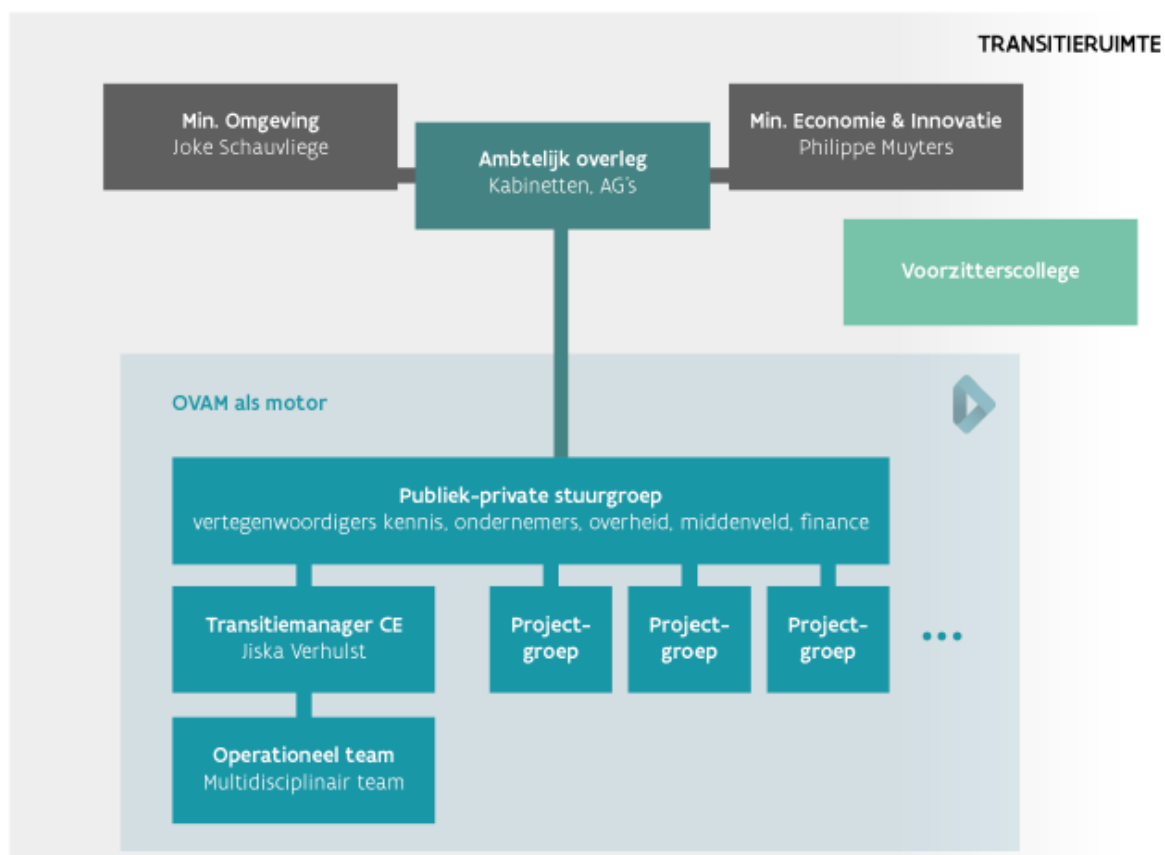 TRANSITIERUIMTE
Min. Omgeving
Joke Schauvliege
Ambtelijk overleg
Kabinetten, AG's
Min. Economie & Innovatie
Philippe Muyters
Voorzitterscollege
OVAM als motor
Publiek-private stuurgroep
vertegenwoordigers kennis, ondernemers, overheid, middenveld, finance
Transitiemanager CE
Jiska Verhulst
Project-
groep
Project-
groep
Project-
groep
...
Operationeel team
Multidisciplinair team